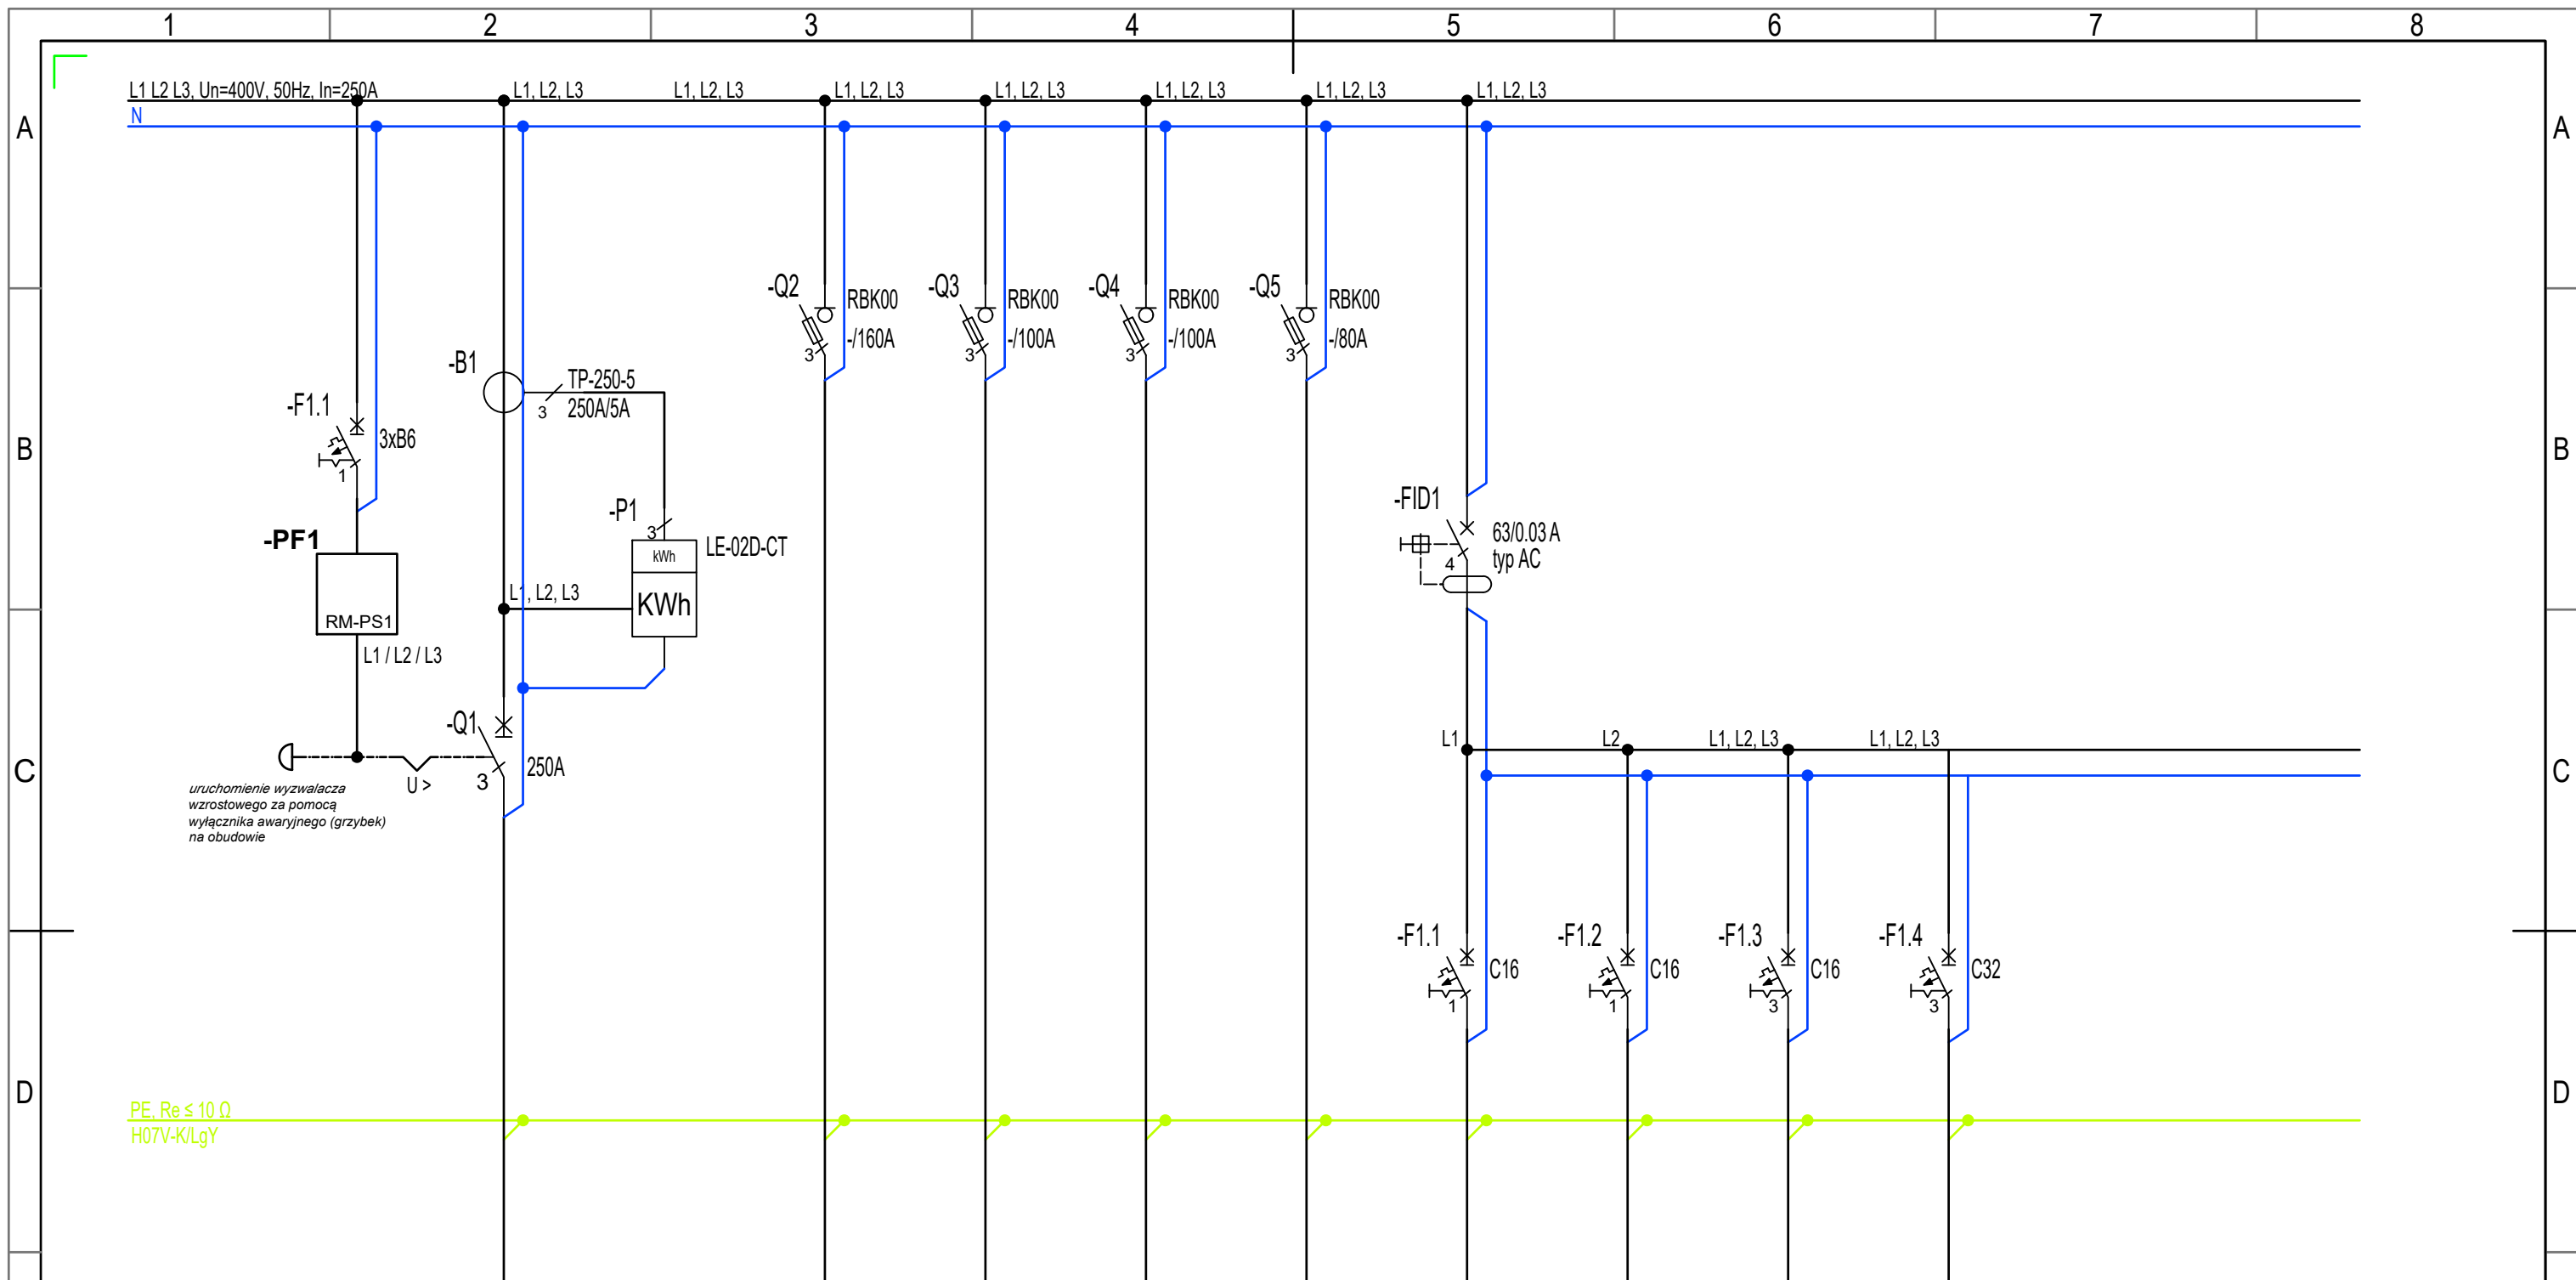 1 2 3 4 5 6 7 8
L1 L2 L3, Un=400V, 50Hz, In=250A
L1, L2, L3
L1, L2, L3
L1, L2, L3
L1, L2, L3
L1, L2, L3
L1, L2, L3
L1, L2, L3
N
A
A
-Q2
RBK00
-/160A
3
-Q3
RBK00
-/100A
3
-Q4
RBK00
-/100A
3
-Q5
RBK00
-/80A
3
-B1
TP-250-5
3
250A/5A
-F1.1
3xB6
1
B
B
-P1
3
kWh
KWh
LE-02D-CT
-FID1
63/0.03 A
typ AC
4
-PF1
RM-PS1
L1 / L2 / L3
L1, L2, L3
-Q1
250A
3
U >
C
C
uruchomienie wyzwalacza
wzrostowego za pomocą
wyłącznika awaryjnego (grzybek)
na obudowie
L1
L2
L1, L2, L3
L1, L2, L3
-F1.1
C16
1
-F1.2
C16
1
-F1.3
C16
3
-F1.4
C32
3
D
D
PE, Re ≤ 10 Ω
H07V-K/LgY